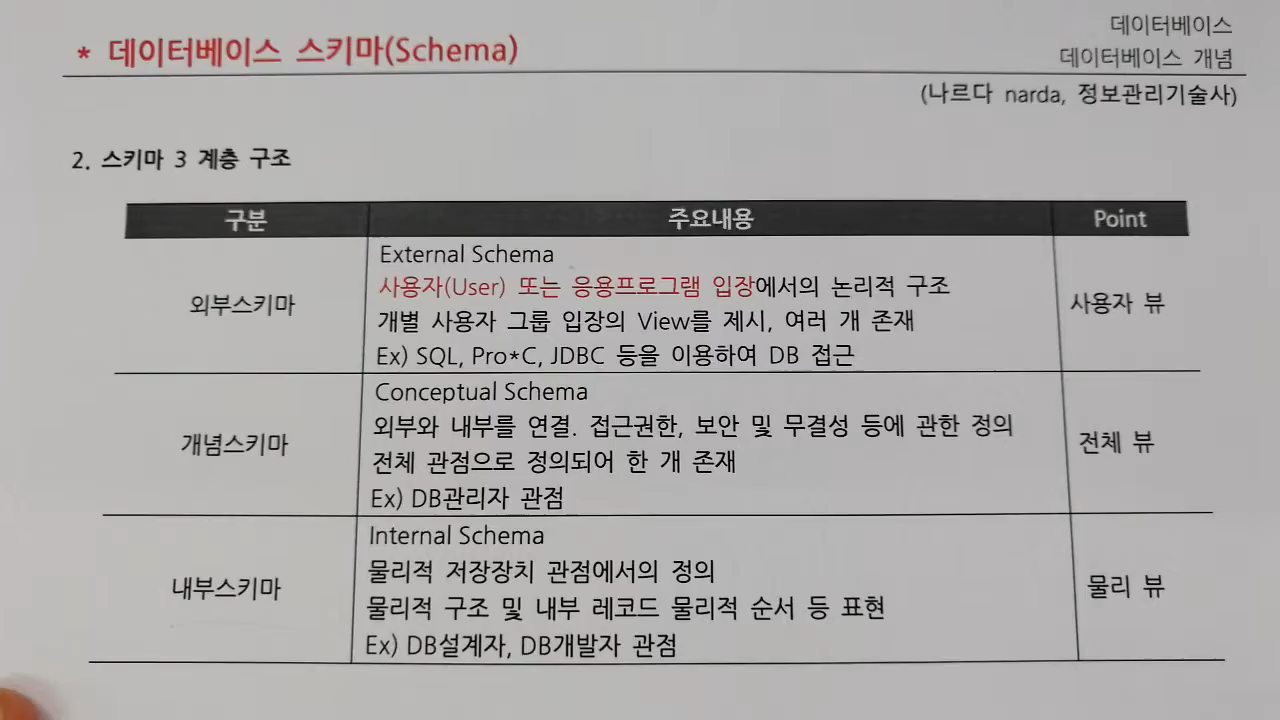 * 데이터베이스 스키마(Schema)
데이터베이스
데이터베이스 개념
(나르다 narda, 정보관리기술사)
2. 스키마 3 계층 구조
구분 주요내용 Point
외부스키마
External Schema
사용자(User) 또는 응용프로그램 입장에서의 논리적 구조
개별 사용자 그룹 입장의 View를 제시, 여러 개 존재
Ex) SQL, Pro*C, JDBC 등을 이용하여 DB 접근
사용자 뷰
개념스키마
Conceptual Schema
외부와 내부를 연결. 접근권한, 보안 및 무결성 등에 관한 정의
전체 관점으로 정의되어 한 개 존재
Ex) DB관리자 관점
전체 뷰
내부스키마
Internal Schema
물리적 저장장치 관점에서의 정의
물리적 구조 및 내부 레코드 물리적 순서 등 표현
Ex) DB설계자, DB개발자 관점
물리 뷰